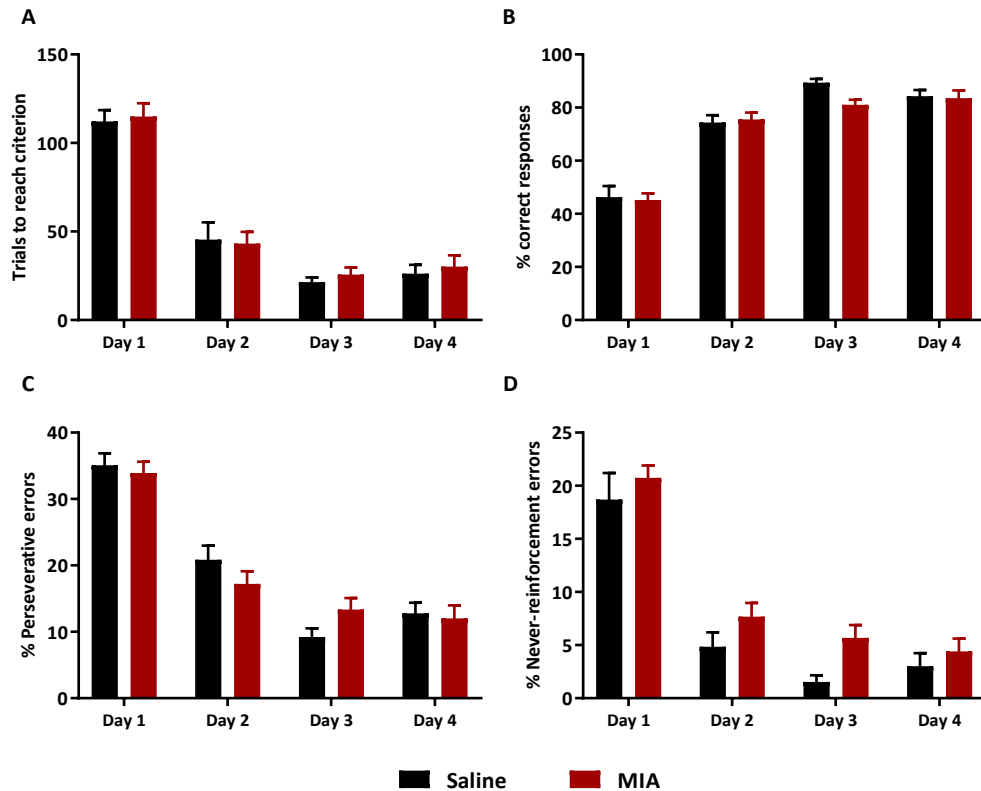 A
Trials to reach criterion
150
100
50
0
Day 1 Day 2 Day 3 Day 4
B
% correct responses
100
80
60
40
20
0
Day 1 Day 2 Day 3 Day 4
C
% Perseverative errors
40
30
20
10
0
Day 1 Day 2 Day 3 Day 4
D
% Never-reinforcement errors
25
20
15
10
5
0
Day 1 Day 2 Day 3 Day 4
Saline MIA